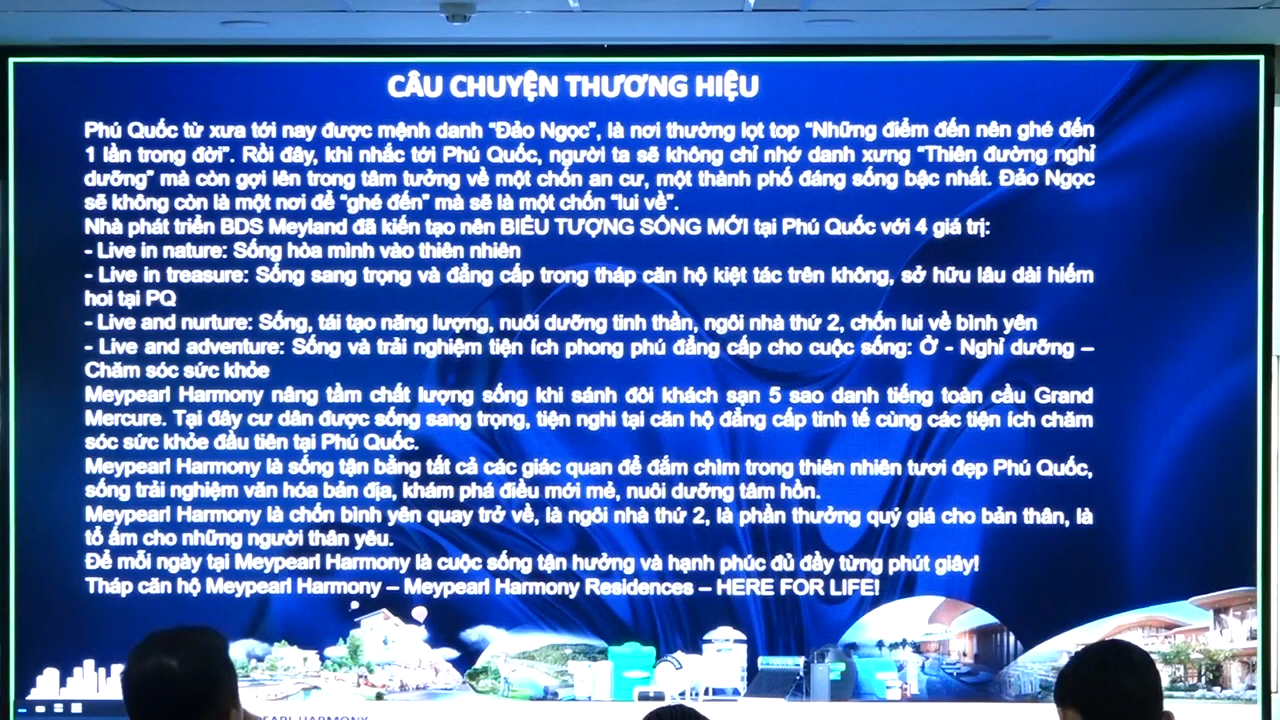 CÂU CHUYỆN THƯƠNG HIỆU
Phú Quốc từ xưa tới nay được mệnh danh “Đảo Ngọc”, là nơi thường lọt top “Những điểm đến nên ghé đến
1 lần trong đời”. Rồi đây, khi nhắc tới Phú Quốc, người ta sẽ không chỉ nhớ danh xưng “Thiên đường nghỉ
dưỡng” mà còn gợi lên trong tâm tưởng về một chốn an cư, một thành phố đáng sống bậc nhất. Đảo Ngọc
sẽ không còn là một nơi để “ghé đến” mà sẽ là một chốn “lui về”.
Nhà phát triển BDS Meyland đã kiến tạo nên BIỂU TƯỢNG SỐNG MỚI tại Phú Quốc với 4 giá trị:
- Live in nature: Sống hòa mình vào thiên nhiên
- Live in treasure: Sống sang trọng và đẳng cấp trong tháp căn hộ kiệt tác trên không, sở hữu lâu dài hiếm
hoi tại PQ
- Live and nurture: Sống, tái tạo năng lượng, nuôi dưỡng tinh thần, ngôi nhà thứ 2, chốn lui về bình yên
- Live and adventure: Sống và trải nghiệm tiện ích phong phú đẳng cấp cho cuộc sống: Ở - Nghỉ dưỡng –
Chăm sóc sức khỏe
Meypearl Harmony nâng tầm chất lượng sống khi sánh đôi khách sạn 5 sao danh tiếng toàn cầu Grand
Mercure. Tại đây cư dân được sống sang trọng, tiện nghi tại căn hộ đẳng cấp tinh tế cùng các tiện ích chăm
sóc sức khỏe đầu tiên tại Phú Quốc.
Meypearl Harmony là sống tận bằng tất cả các giác quan để đắm chìm trong thiên nhiên tươi đẹp Phú Quốc,
sống trải nghiệm văn hóa bản địa, khám phá điều mới mẻ, nuôi dưỡng tâm hồn.
Meypearl Harmony là chốn bình yên quay trở về, là ngôi nhà thứ 2, là phần thưởng quý giá cho bản thân, là
tổ ấm cho những người thân yêu.
Để mỗi ngày tại Meypearl Harmony là cuộc sống tận hưởng và hạnh phúc đủ đầy từng phút giây!
Tháp căn hộ Meypearl Harmony – Meypearl Harmony Residences – HERE FOR LIFE!
HARMONY